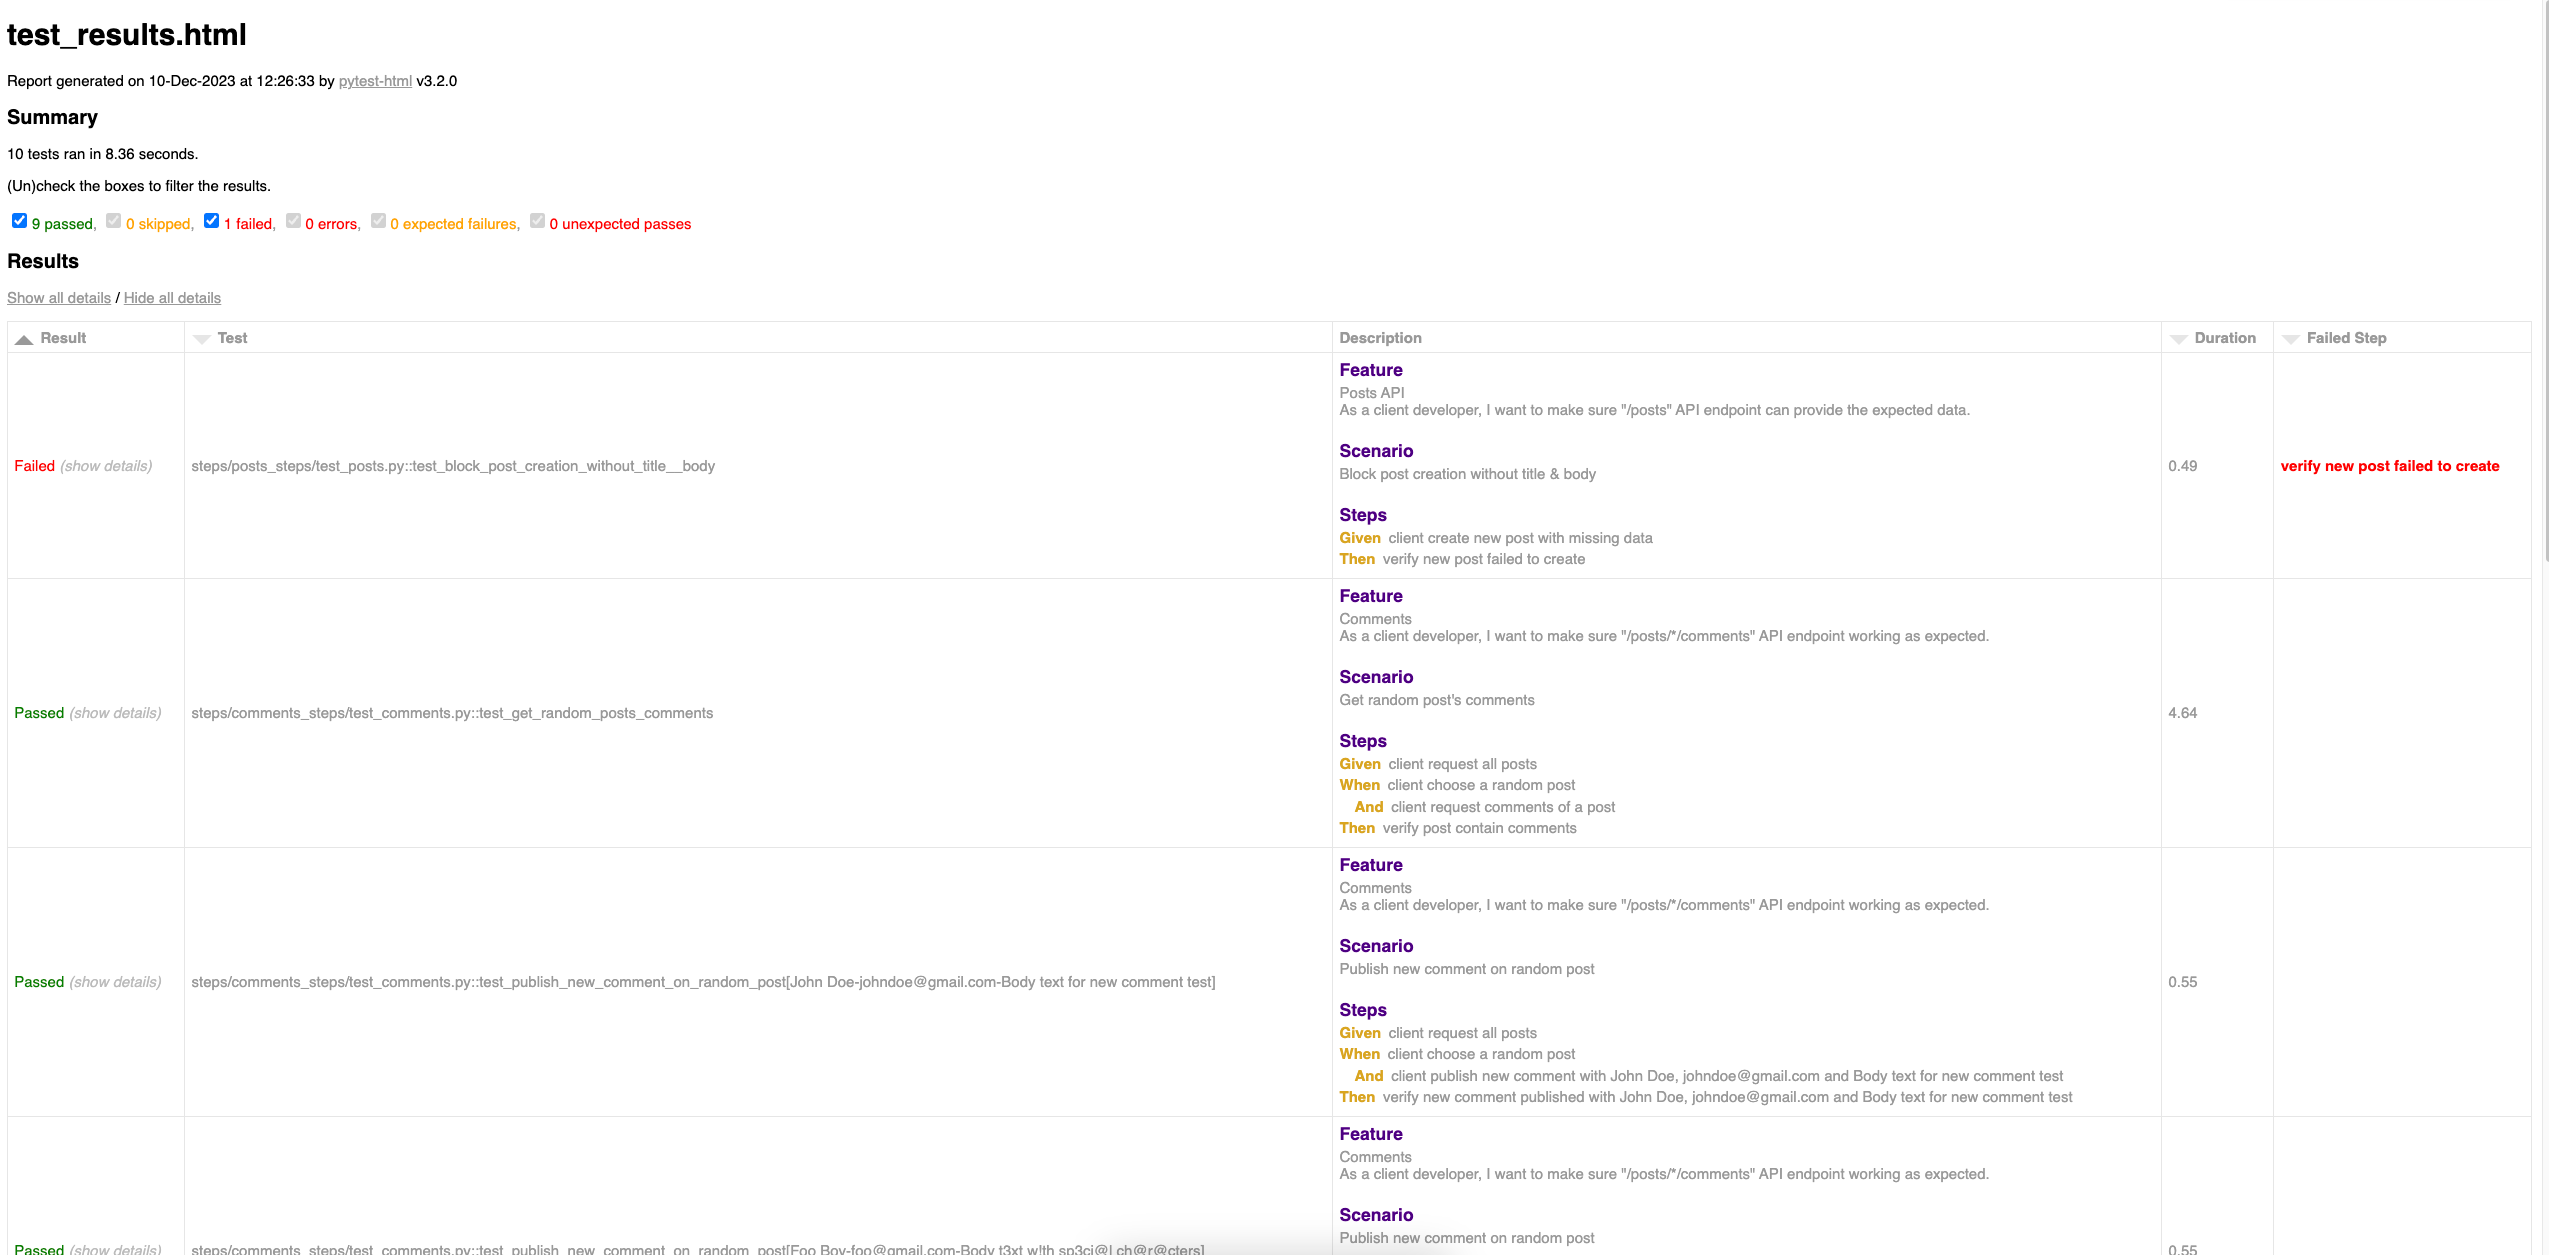 test_results.html
Report generated on 10-Dec-2023 at 12:26:33 by pytest-html v3.2.0
Summary
10 tests ran in 8.36 seconds.
(Un)check the boxes to filter the results.
9 passed, 0 skipped, 1 failed, 0 errors, 0 expected failures, 0 unexpected passes
Results
Show all details / Hide all details
Result Test Description Duration Failed Step
Feature
Posts API
As a client developer, I want to make sure "/posts" API endpoint can provide the expected data.
Scenario
Failed (show details) steps/posts_steps/test_posts.py::test_block_post_creation_without_title__body 0.49 verify new post failed to create
Block post creation without title & body
Steps
Given client create new post with missing data
Then verify new post failed to create
Feature
Comments
As a client developer, I want to make sure "/posts/*/comments" API endpoint working as expected.
Scenario
Get random post's comments
Passed (show details) steps/comments_steps/test_comments.py::test_get_random_posts_comments 4.64
Steps
Given client request all posts
When client choose a random post
And client request comments of a post
Then verify post contain comments
Feature
Comments
As a client developer, I want to make sure "/posts/*/comments" API endpoint working as expected.
Scenario
Publish new comment on random post
Passed (show details) steps/comments_steps/test_comments.py::test_publish_new_comment_on_random_post[John Doe-johndoe@gmail.com-Body text for new comment test] 0.55
Steps
Given client request all posts
When client choose a random post
And client publish new comment with John Doe, johndoe@gmail.com and Body text for new comment test
Then verify new comment published with John Doe, johndoe@gmail.com and Body text for new comment test
Feature
Comments
As a client developer, I want to make sure "/posts/*/comments" API endpoint working as expected.
Scenario
Publish new comment on random post
Passed (show details) steps/comments_steps/test_comments.py::test_publish_new_comment_on_random_post[Foo Boy-foo@gmail.com-Body t3xt w!th sp3ci@l ch@r@cters] 0.55